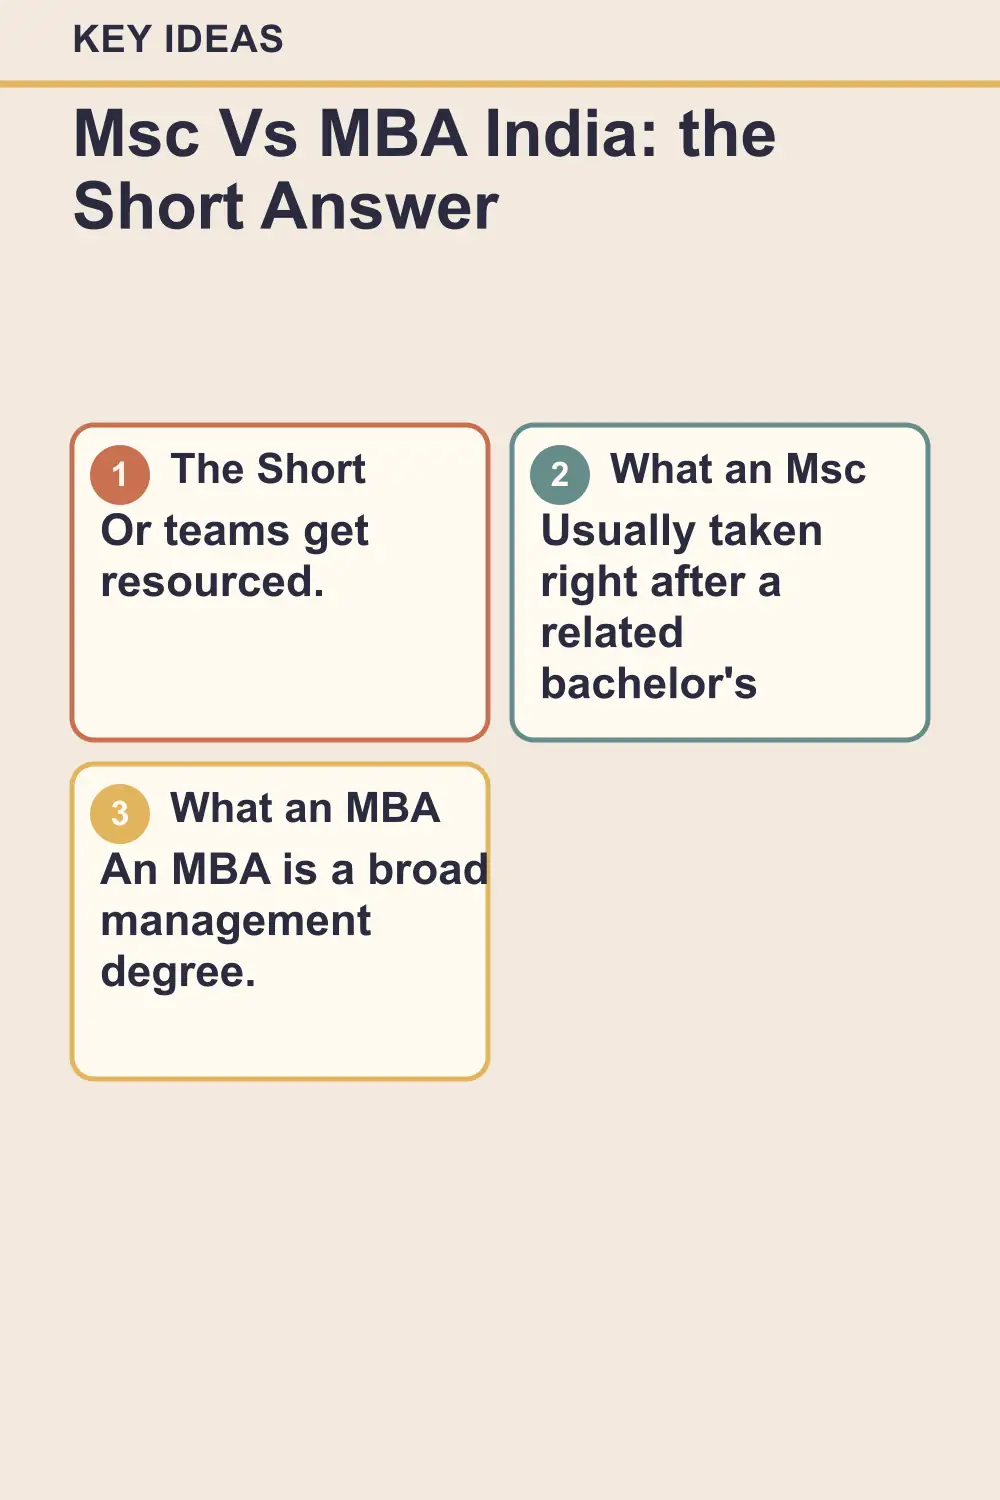 KEY IDEAS
Msc Vs MBA India: the
Short Answer
1 The Short
Or teams get
resourced.
2 What an Msc
Usually taken
right after a
related
bachelor's
3 What an MBA
An MBA is a broad
management
degree.